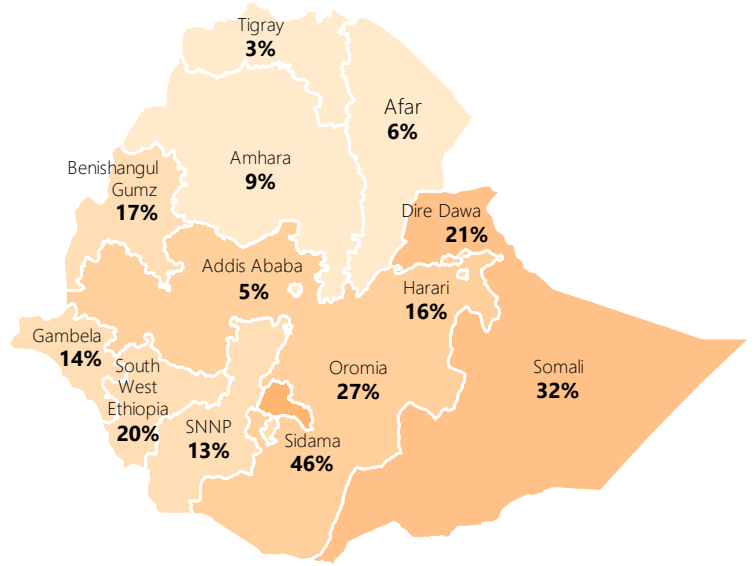 Tigray
3%
Afar
6%
Amhara
9%
Benishangul
Gumz
17%
Dire Dawa
21%
Addis Ababa
5%
Harari
16%
Gambela
14%
South
West
Ethiopia
20%
Oromia
27%
Somali
32%
SNNP
13%
Sidama
46%